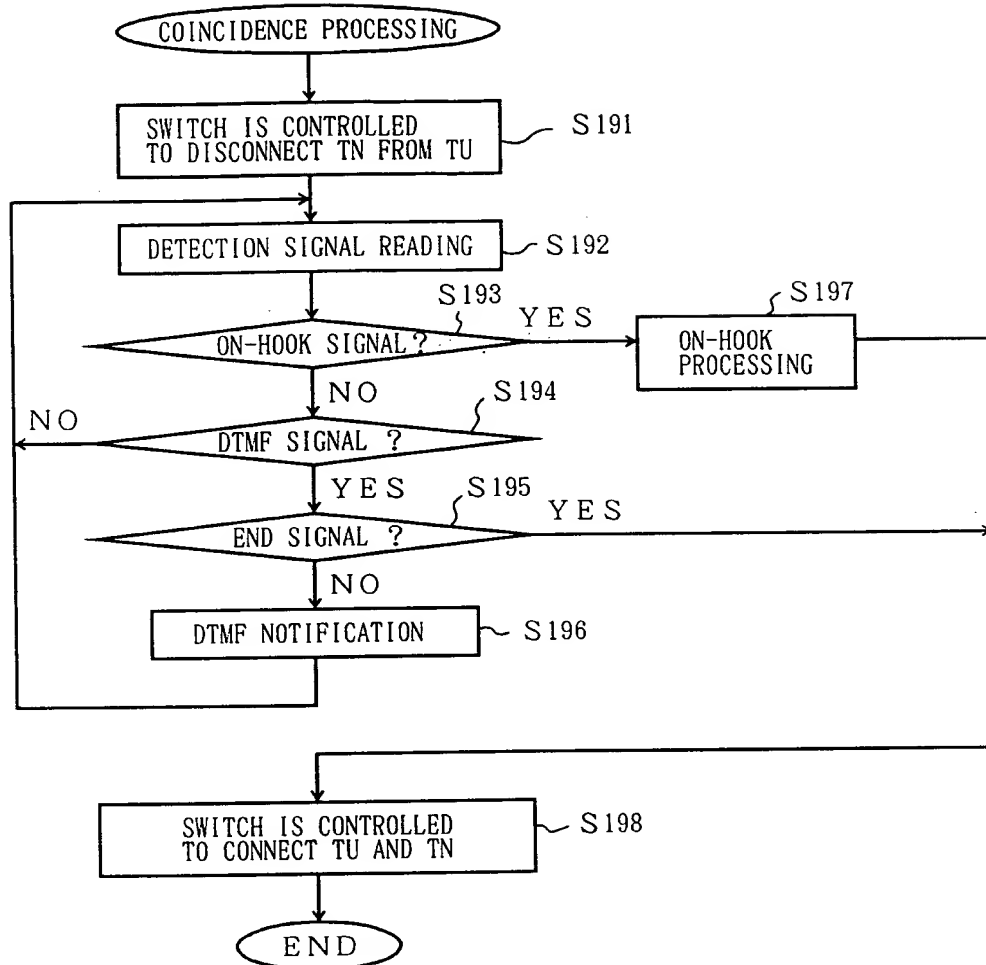 COINCIDENCE PROCESSING
SWITCH IS CONTROLLED
TO DISCONNECT TN FROM TU
S191
DETECTION SIGNAL READING
S192
S193
ON-HOOK SIGNAL?
YES
S197
ON-HOOK
PROCESSING
NO
S194
NO
DTMF SIGNAL ?
YES
S195
END SIGNAL ?
YES
NO
DTMF NOTIFICATION
S196
SWITCH IS CONTROLLED
TO CONNECT TU AND TN
S198
END